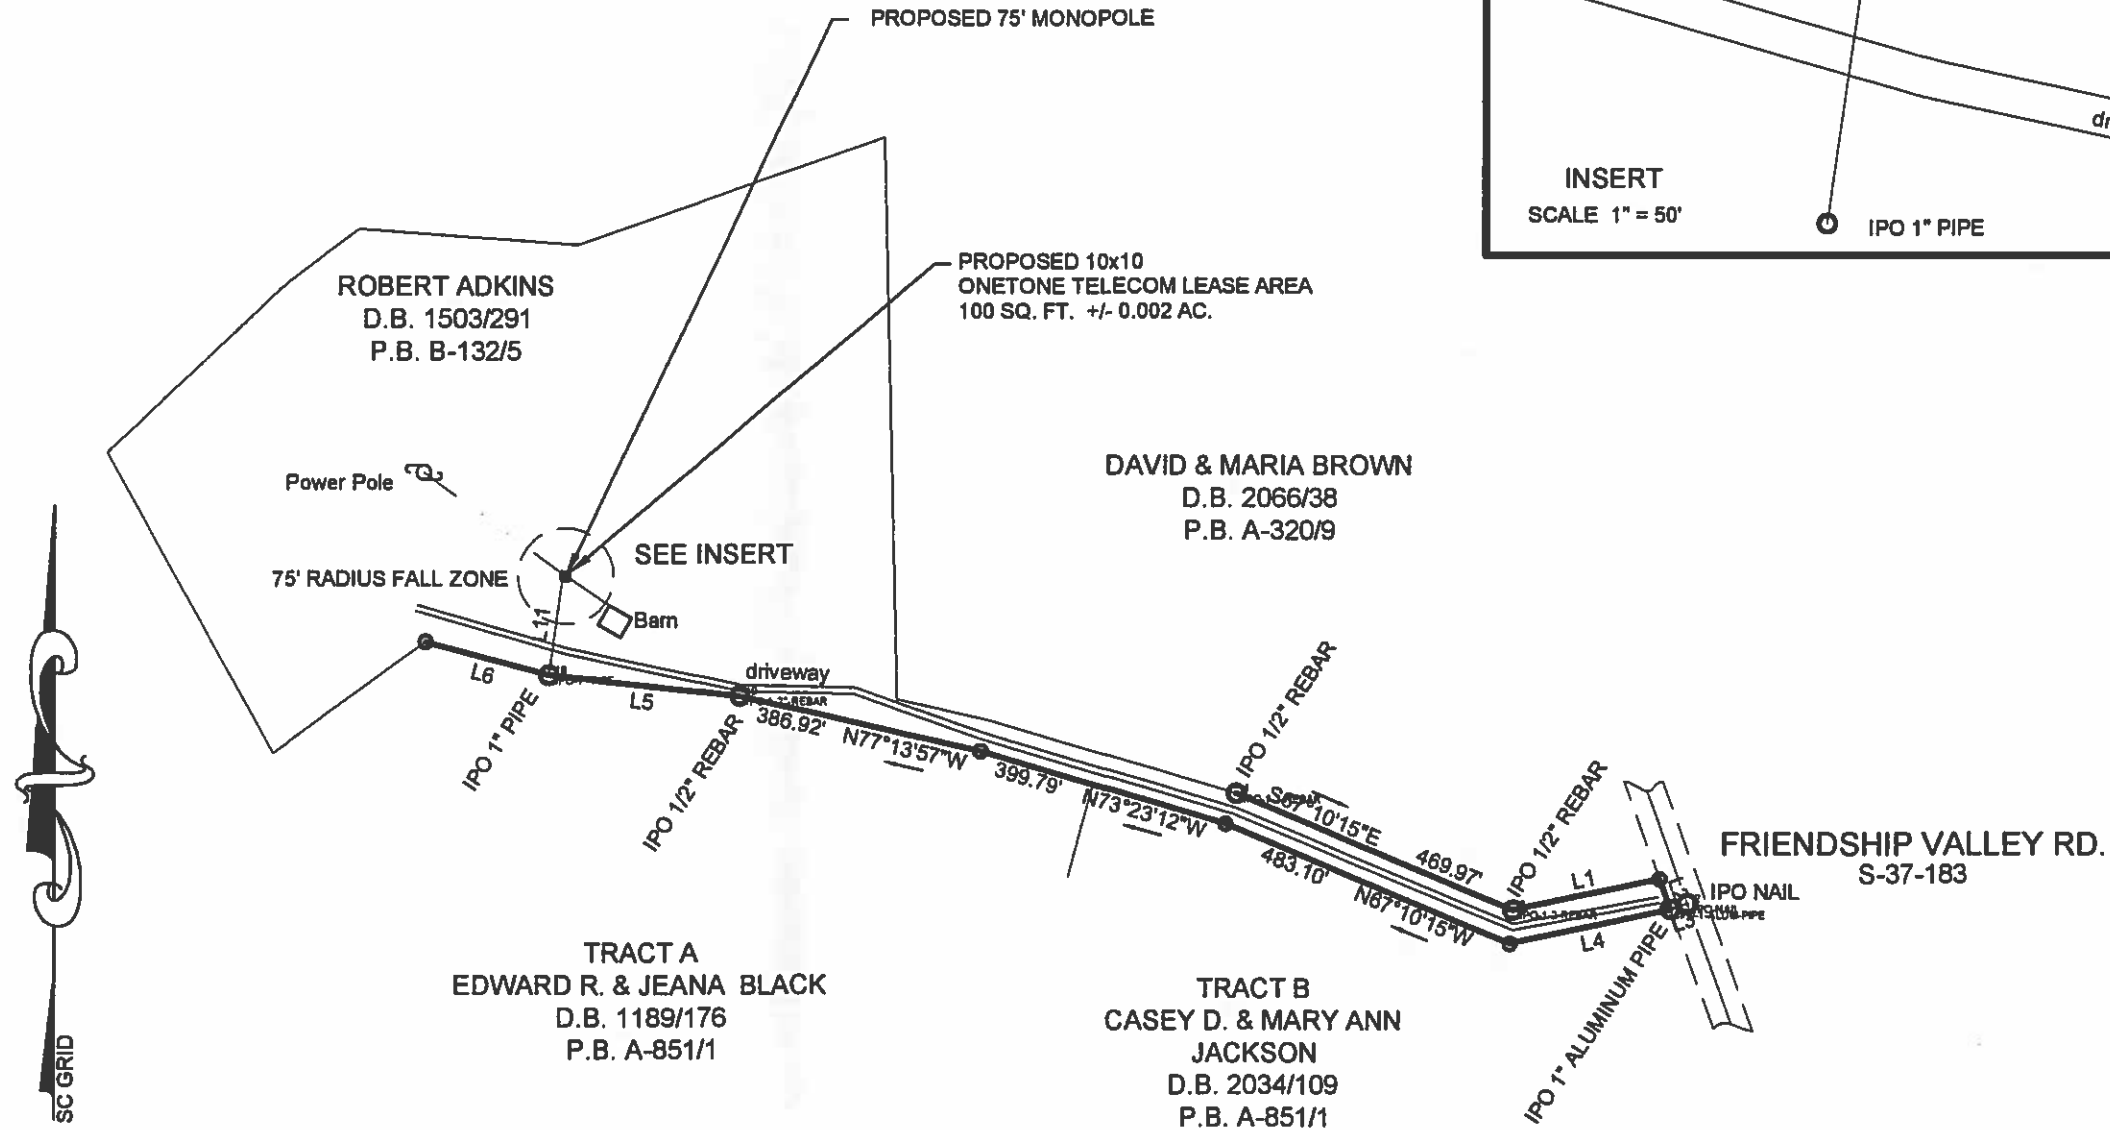 PROPOSED 75' MONOPOLE
INSERT
SCALE 1" = 50'
IPO 1" PIPE
ROBERT ADKINS
D.B. 1503/291
P.B. B-132/5
PROPOSED 10x10
ONETONE TELECOM LEASE AREA
100 SQ. FT. +/- 0.002 AC.
Power Pole
DAVID & MARIA BROWN
D.B. 2066/38
P.B. A-320/9
SEE INSERT
75' RADIUS FALL ZONE
Barn
driveway
L6
L5
IPO 1" PIPE
IPO 1/2" REBAR
386.92'
N77°13'57"W
399.79'
N73°23'12"W
IPO 1/2" REBAR
S67°10'15"E
469.97'
483.10'
N67°10'15"W
IPO 1/2" REBAR
L1
L4
L3
IPO NAIL
IPO 1" ALUMINUM PIPE
FRIENDSHIP VALLEY RD.
S-37-183
TRACT A
EDWARD R. & JEANA BLACK
D.B. 1189/176
P.B. A-851/1
TRACT B
CASEY D. & MARY ANN
JACKSON
D.B. 2034/109
P.B. A-851/1
SC GRID